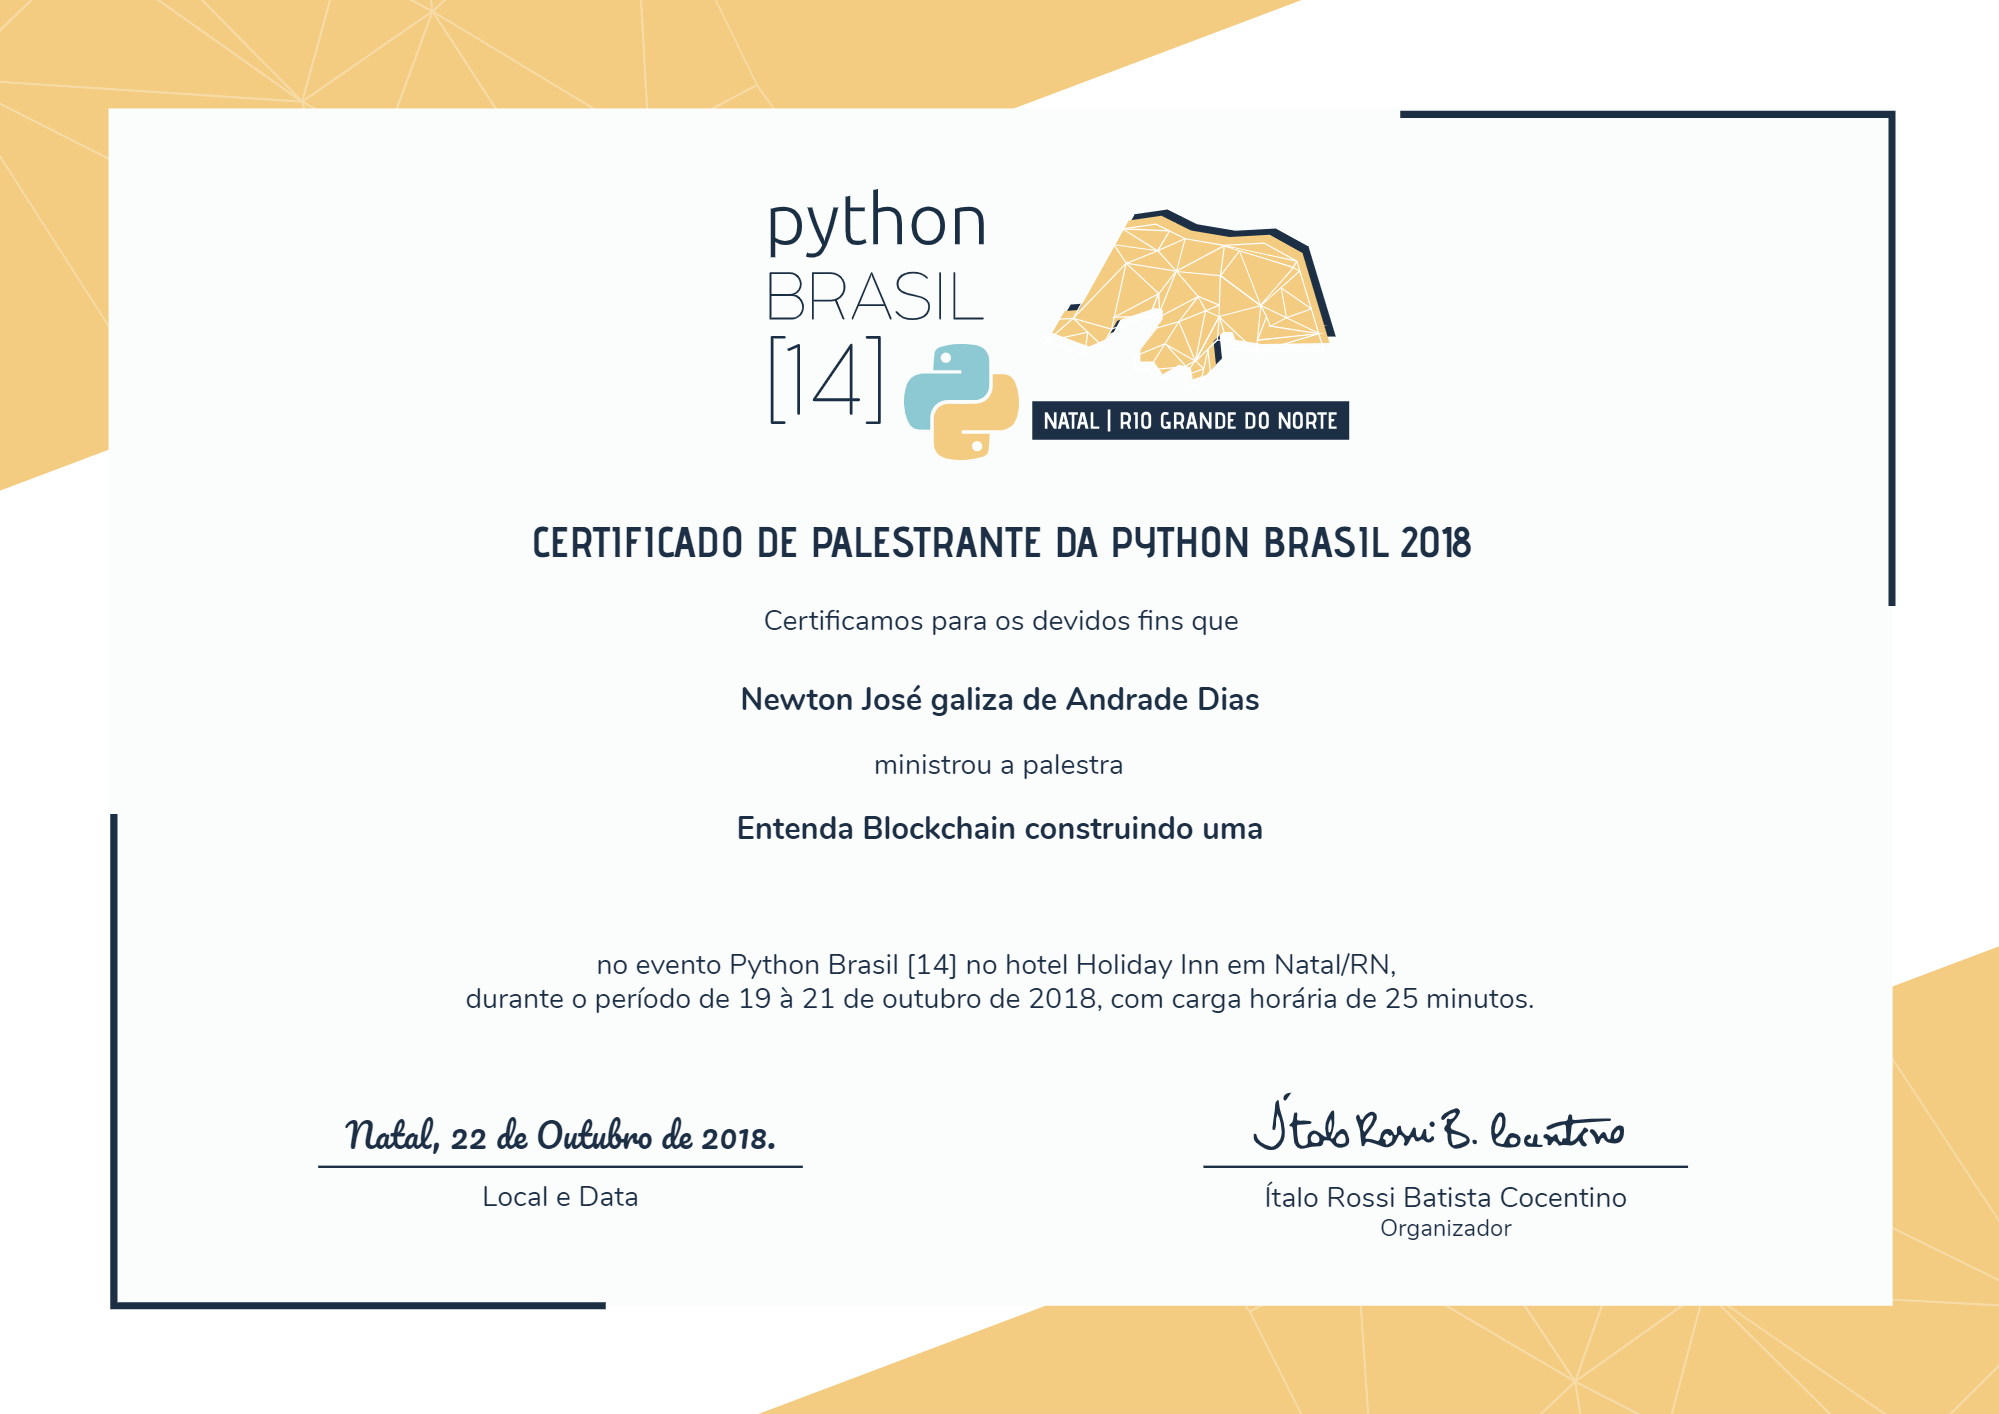 python
BRASIL
[14]
NATAL | RIO GRANDE DO NORTE
CERTIFICADO DE PALESTRANTE DA PYTHON BRASIL 2018
Certificamos para os devidos fins que
Newton José galiza de Andrade Dias
ministrou a palestra
Entenda Blockchain construindo uma
no evento Python Brasil [14] no hotel Holiday Inn em Natal/RN,
durante o período de 19 à 21 de outubro de 2018, com carga horária de 25 minutos.
Natal, 22 de Outubro de 2018.
Local e Data
Ítalo Rossi B. Cocentino
Ítalo Rossi Batista Cocentino
Organizador